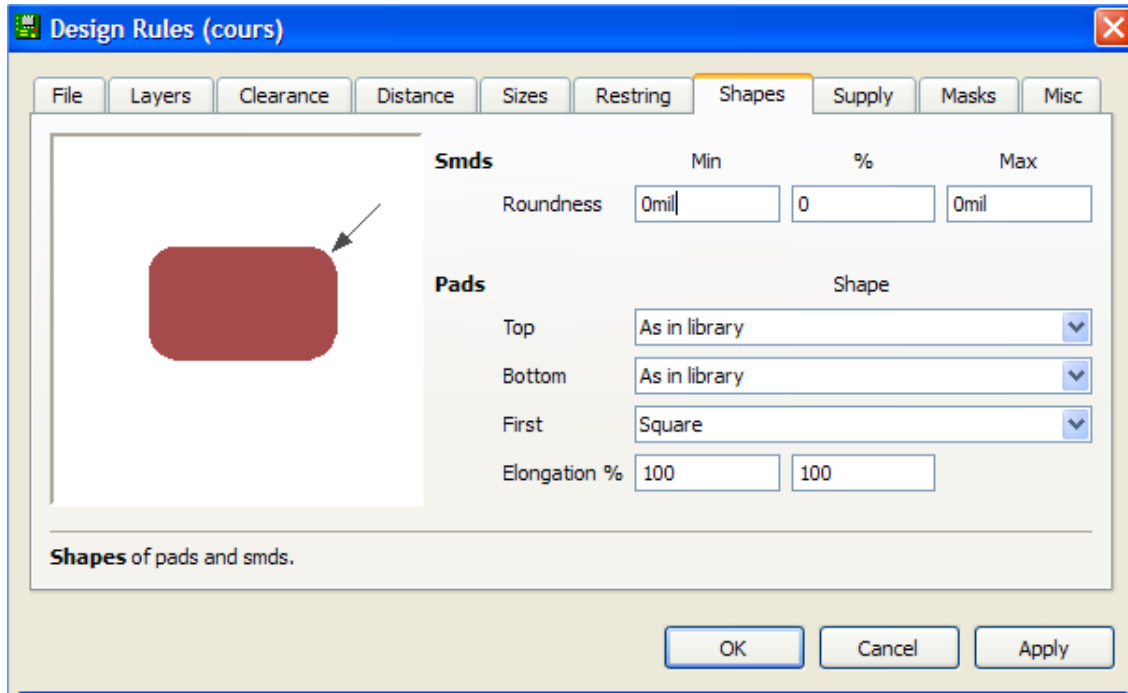 Design Rules (cours)
File Layers Clearance Distance Sizes Restring Shapes Supply Masks Misc
Smds Min % Max
Roundness 0mil 0 0mil
Pads Shape
Top As in library
Bottom As in library
First Square
Elongation % 100 100
Shapes of pads and smds.
OK Cancel Apply